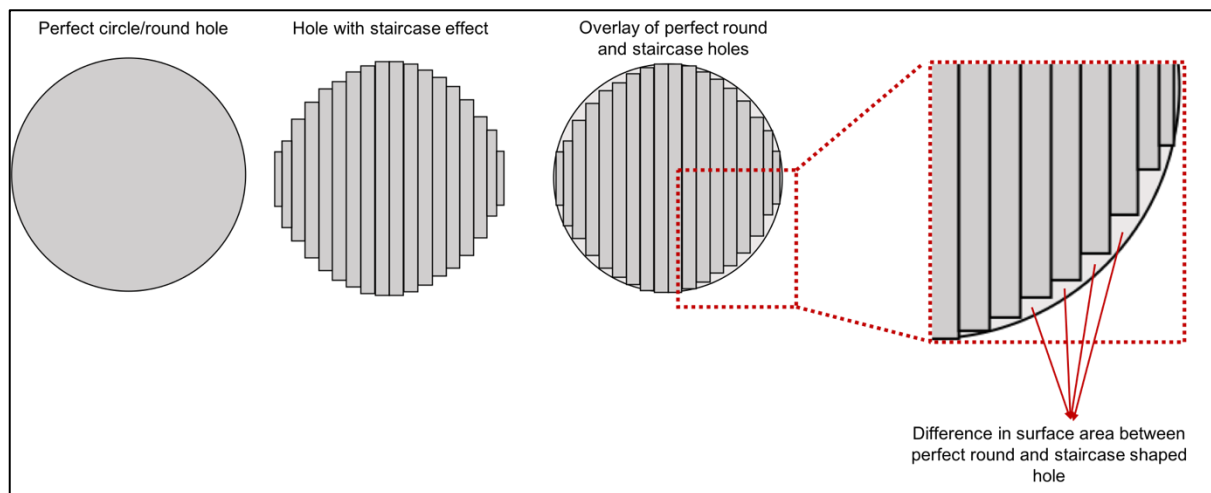 Perfect circle/round hole
Hole with staircase effect
Overlay of perfect round
and staircase holes
Difference in surface area between
perfect round and staircase shaped
hole